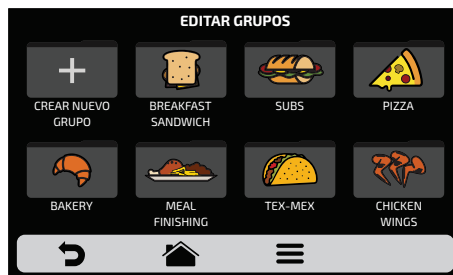 EDITAR GRUPOS
CREAR NUEVO
GRUPO
BREAKFAST
SANDWICH
SUBS
PIZZA
BAKERY
MEAL
FINISHING
TEX-MEX
CHICKEN
WINGS